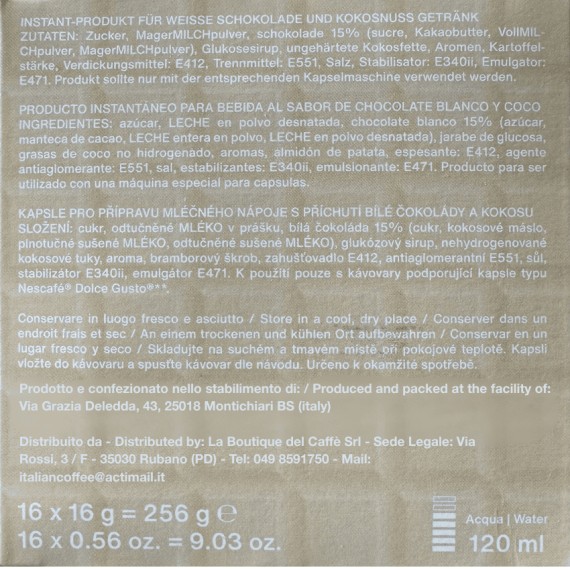 INSTANT-PRODUKT FÜR WEISSE SCHOKOLADE UND KOKOSNUSS GETRÄNK
ZUTATEN: Zucker, MagerMILCHpulver, schokolade 15% (sucre, Kakaobutter, VollMIL-
CHpulver, MagerMILCHpulver), Glukosesirup, ungehärtete Kokosfette, Aromen, Kartoffel-
stärke, Verdickungsmittel: E412, Trennmittel: E551, Salz, Stabilisator: E340ii, Emulgator:
E471. Produkt sollte nur mit der entsprechenden Kapselmaschine verwendet werden.
PRODUCTO INSTANTÁNEO PARA BEBIDA AL SABOR DE CHOCOLATE BLANCO Y COCO
INGREDIENTES: azúcar, LECHE en polvo desnatada, chocolate blanco 15% (azúcar,
manteca de cacao, LECHE entera en polvo, LECHE en polvo desnatada), jarabe de glucosa,
grasas de coco no hidrogenado, aromas, almidón de patata, espesante: E412, agente
antiaglomerante: E551, sal, estabilizantes: E340ii, emulsionante: E471. Producto para ser
utilizado con una máquina especial para capsulas.
KAPSLE PRO PŘÍPRAVU MLÉČNÉHO NÁPOJE S PŘÍCHUTÍ BÍLÉ ČOKOLÁDY A KOKOSU
SLOŽENÍ: cukr, odtučněné MLÉKO v prášku, bílá čokoláda 15% (cukr, kokosové máslo,
plnotučné sušené MLÉKO, odtučněné sušené MLÉKO), glukózový sirup, nehydrogenované
kokosové tuky, aroma, bramborový škrob, zahušťovadlo E412, antiaglomerantní E551, sůl,
stabilizátor E340ii, emulgátor E471. K použití pouze s kávovary podporující kapsle typu
Nescafé® Dolce Gusto®**.
Conservare in luogo fresco e asciutto / Store in a cool, dry place / Conserver dans un
endroit frais et sec / An einem trockenen und kühlen Ort aufbewahren / Conservar en un
lugar fresco y seco / Skladujte na suchém a tmavém místě při pokojové teplotě. Kapsli
vložte do kávovaru a spusťte kávovar dle návodu. Určeno k okamžité spotřebě.
Prodotto e confezionato nello stabilimento di: / Produced and packed at the facility of:
Via Grazia Deledda, 43, 25018 Montichiari BS (italy)
Distribuito da - Distributed by: La Boutique del Caffè Srl - Sede Legale: Via
Rossi, 3 / F - 35030 Rubano (PD) - Tel: 049 8591750 - Mail:
italiancoffee@actimail.it
16 x 16 g = 256 g ℮
16 x 0.56 oz. = 9.03 oz.
Acqua | Water
120 ml